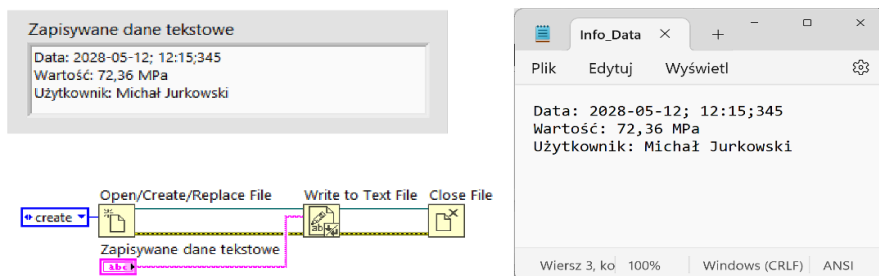 Zapisywane dane tekstowe
Data: 2028-05-12; 12:15;345
Wartość: 72,36 MPa
Użytkownik: Michał Jurkowski
Open/Create/Replace File
Write to Text File
Close File
create
Zapisywane dane tekstowe
abc
Info_Data
Plik Edytuj Wyświetl
Data: 2028-05-12; 12:15;345
Wartość: 72,36 MPa
Użytkownik: Michał Jurkowski
Wiersz 3, ko 100% Windows (CRLF) ANSI